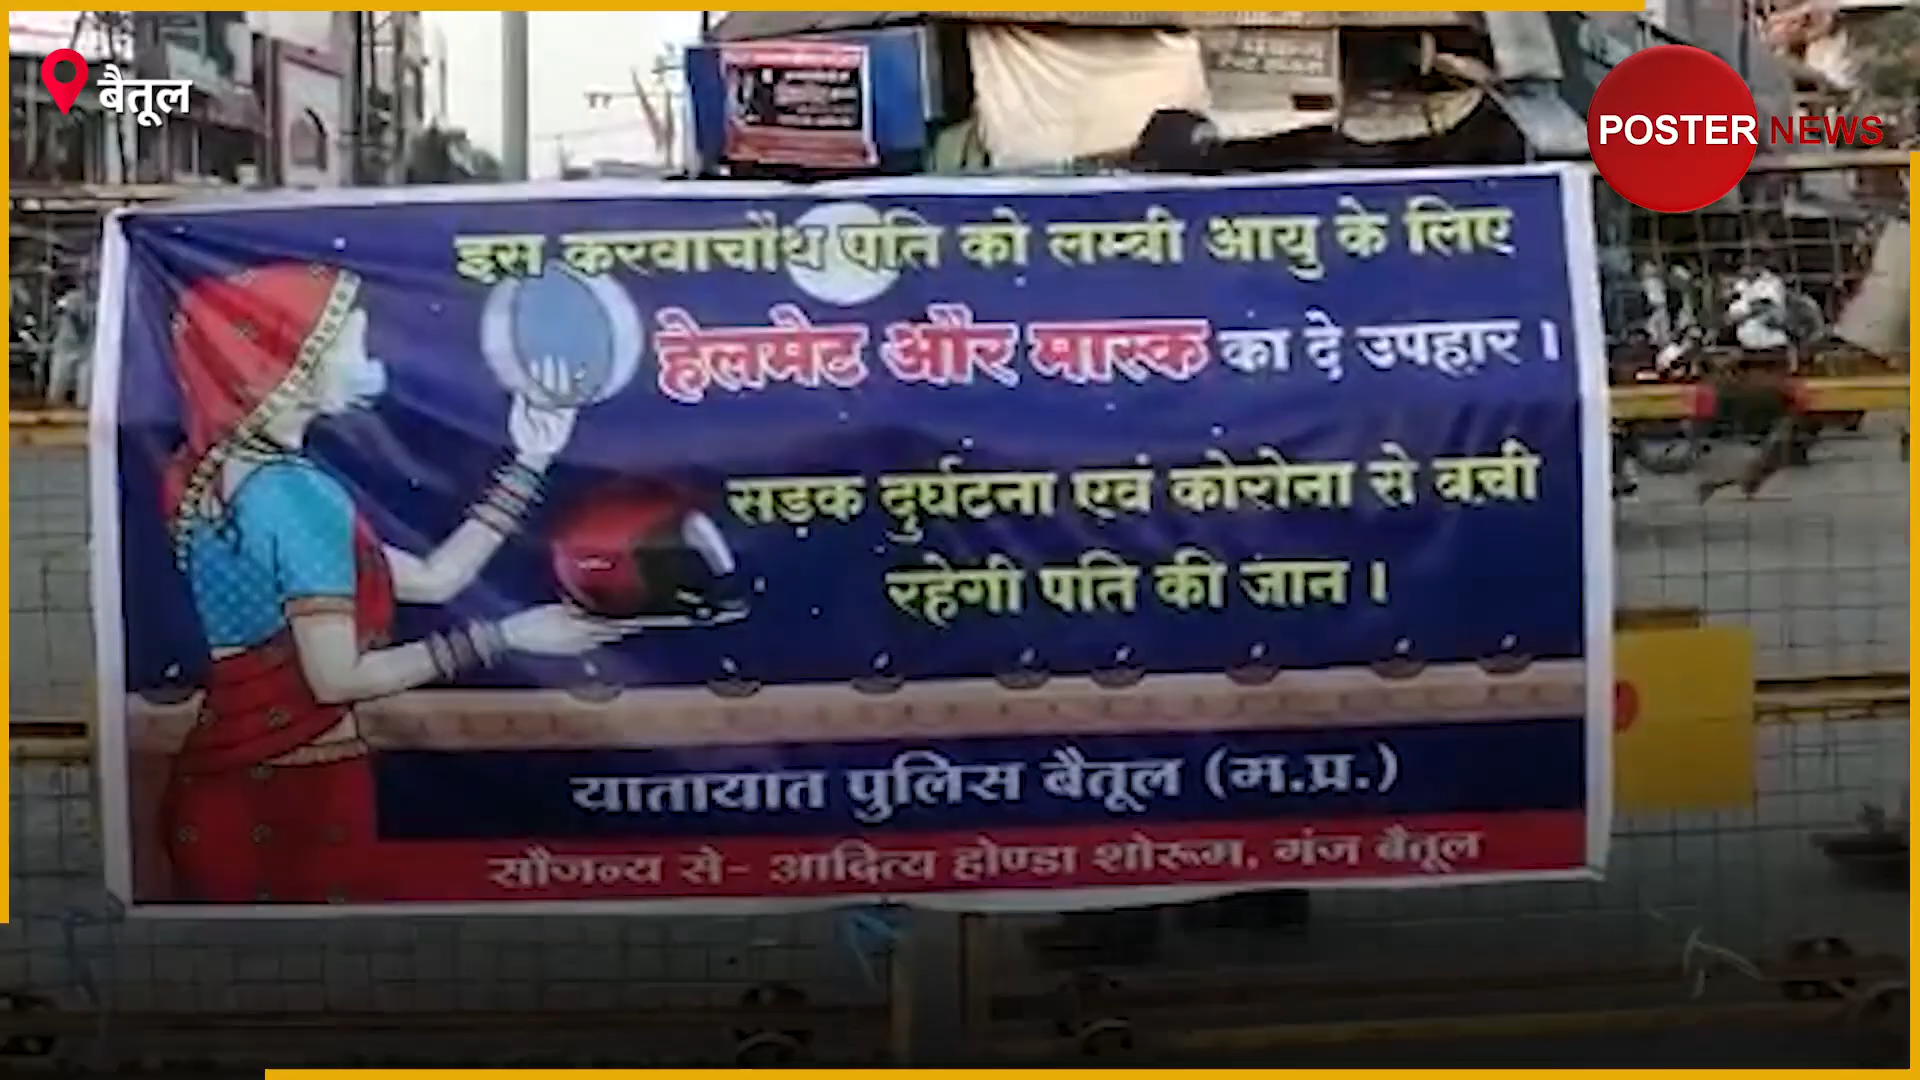 बैतूल
POSTER NEWS
इस करवाचौथ पति को लम्बी आयु के लिए
हेलमेट और मास्क का दे उपहार ।
सड़क दुर्घटना एवं कोरोना से बची
रहेगी पति की जान ।
यातायात पुलिस बैतूल (म.प्र.)
सौजन्य से- आदित्य होण्डा शोरूम, गंज बैतूल